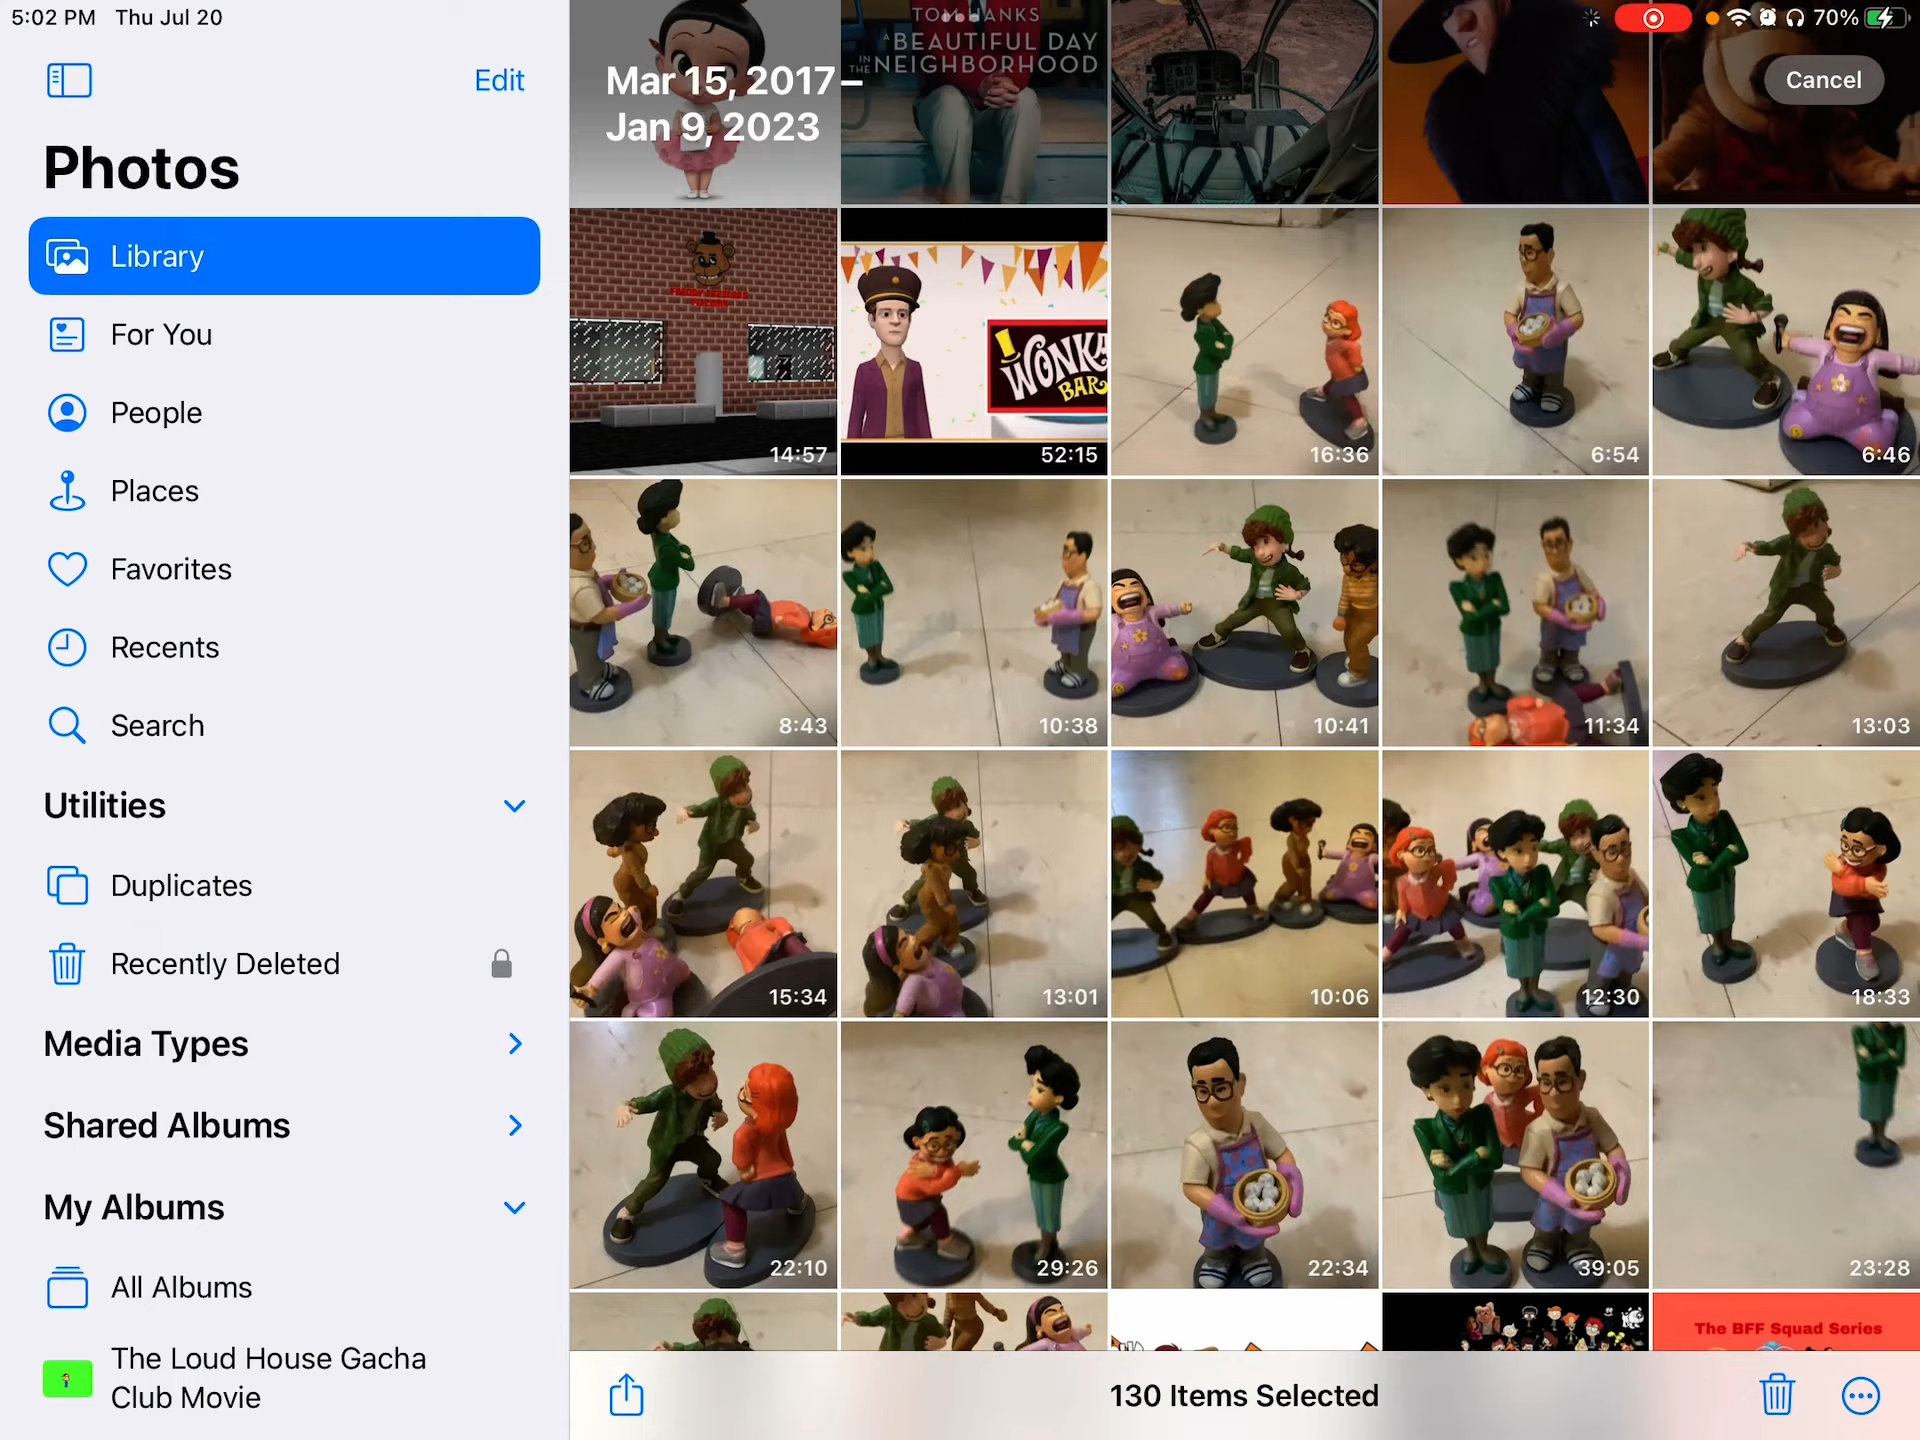 5:02 PM Thu Jul 20
70%
Edit
Photos
Library
For You
People
Places
Favorites
Recents
Search
Utilities
Duplicates
Recently Deleted
Media Types
Shared Albums
My Albums
All Albums
The Loud House Gacha
Club Movie
Mar 15, 2017 –
Jan 9, 2023
Cancel
TOM HANKS
A BEAUTIFUL DAY
IN THE NEIGHBORHOOD
14:57
WONKA
BAR
52:15
16:36
6:54
6:46
8:43
10:38
10:41
11:34
13:03
15:34
13:01
10:06
12:30
18:33
22:10
29:26
22:34
39:05
23:28
The BFF Squad Series
130 Items Selected